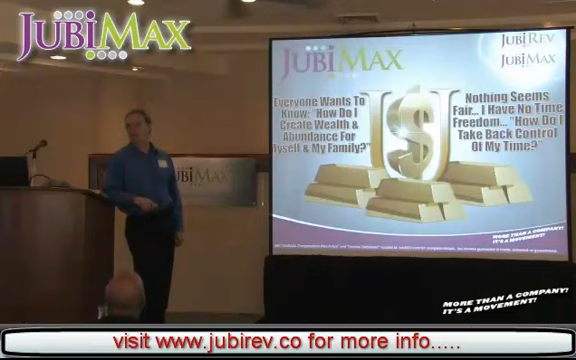 JUBIMAX
JUBIMAX
JUBIREV
JUBIMAX
Everyone Wants To
Know: "How Do I
Create Wealth &
Abundance For
Myself & My Family?"
Nothing Seems
Fair... I Have No Time
Freedom... "How Do I
Take Back Control
Of My Time?"
MORE THAN A COMPANY!
IT'S A MOVEMENT!
JUBIMAX
MORE THAN A COMPANY!
IT'S A MOVEMENT!
visit www.jubirev.co for more info.....